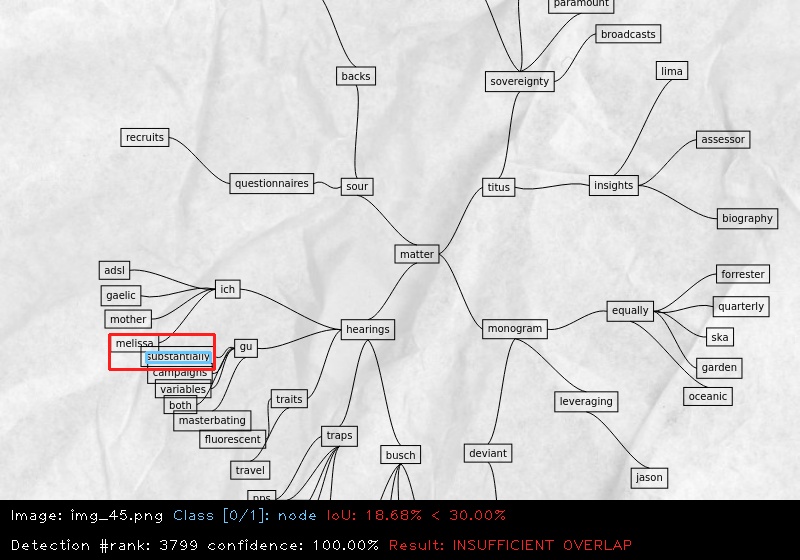 paramount
broadcasts
lima
backs
sovereignty
recruits
assessor
questionnaires
sour
titus
insights
biography
matter
adsl
ich
forrester
gaelic
mother
quarterly
equally
hearings
monogram
ska
melissa
gu
substantially
campaigns
garden
variables
oceanic
both
traits
leveraging
masterbating
fluorescent
traps
travel
busch
deviant
jason
pps
Image: img_45.png Class [0/1]: node IoU: 18.68% < 30.00%
Detection #rank: 3799 confidence: 100.00% Result: INSUFFICIENT OVERLAP